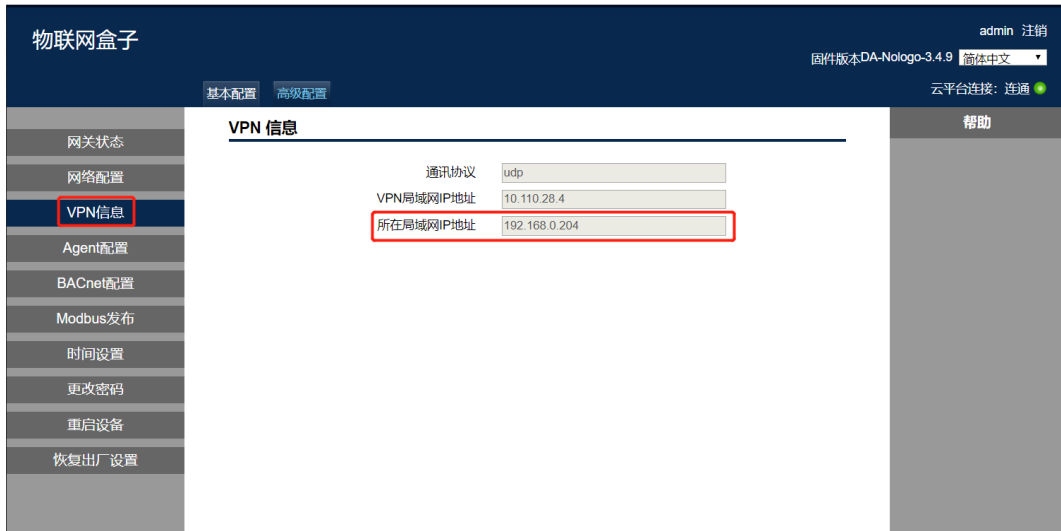 物联网盒子
admin 注销
固件版本DA-Nologo-3.4.9 简体中文
基本配置 高级配置
云平台连接：连通
网关状态
网络配置
VPN信息
Agent配置
BACnet配置
Modbus发布
时间设置
更改密码
重启设备
恢复出厂设置
VPN 信息
通讯协议 udp
VPN局域网IP地址 10.110.28.4
所在局域网IP地址 192.168.0.204
帮助